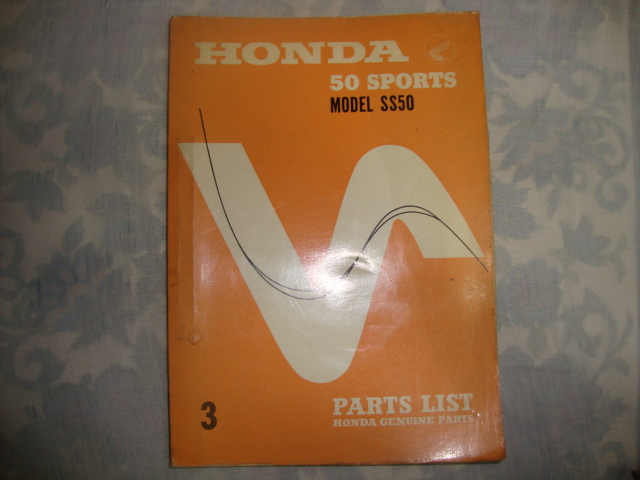 HONDA
50 SPORTS
MODEL SS50
3
PARTS LIST
HONDA GENUINE PARTS